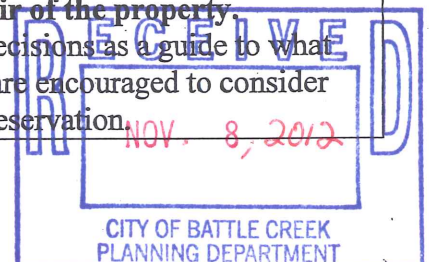 ir of the property.
ecisions as a guide to what
are encouraged to consider
eservation.
RECEIVED
NOV. 8, 2012
CITY OF BATTLE CREEK
PLANNING DEPARTMENT